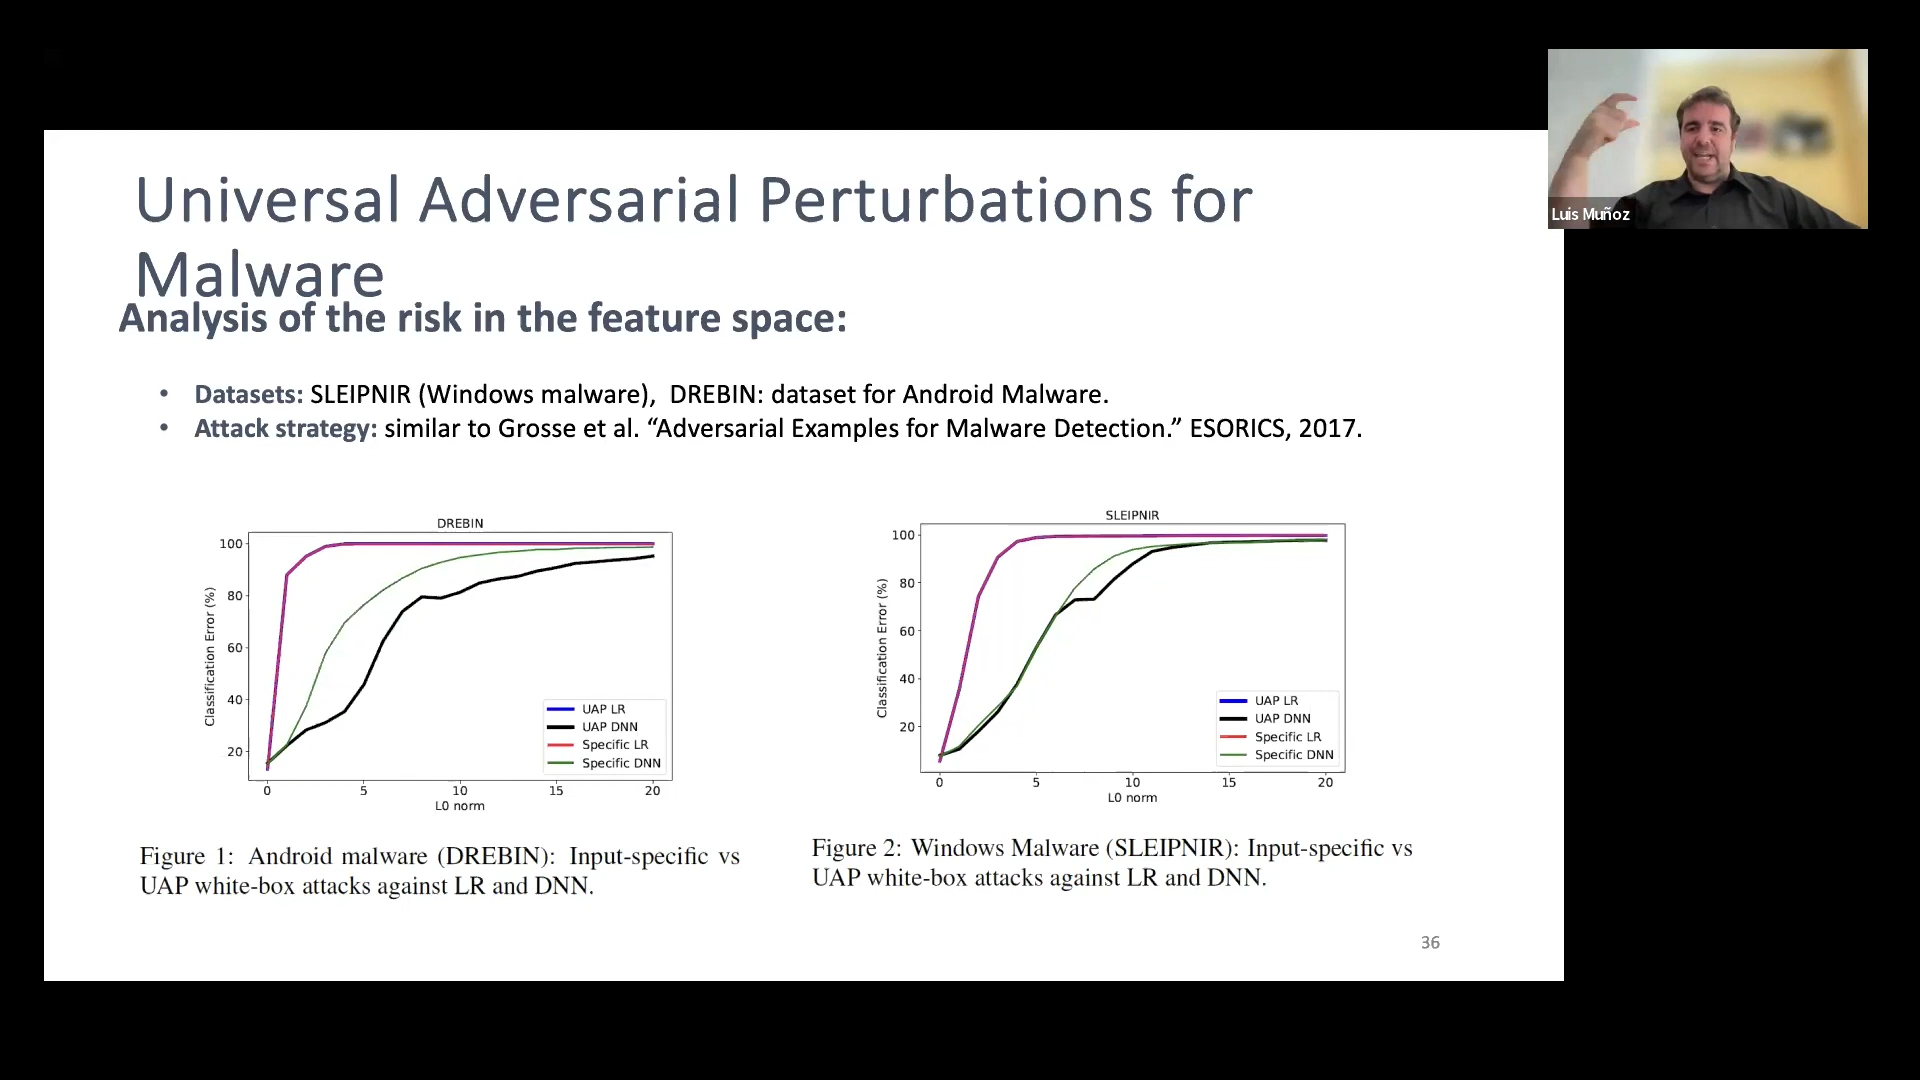 Universal Adversarial Perturbations for
Malware
Analysis of the risk in the feature space:
• Datasets: SLEIPNIR (Windows malware), DREBIN: dataset for Android Malware.
• Attack strategy: similar to Grosse et al. “Adversarial Examples for Malware Detection.” ESORICS, 2017.
DREBIN
Classification Error (%)
100
80
60
40
20
0 5 10 15 20
L0 norm
UAP LR
UAP DNN
Specific LR
Specific DNN
Figure 1: Android malware (DREBIN): Input-specific vs
UAP white-box attacks against LR and DNN.
SLEIPNIR
Classification Error (%)
100
80
60
40
20
0 5 10 15 20
L0 norm
UAP LR
UAP DNN
Specific LR
Specific DNN
Figure 2: Windows Malware (SLEIPNIR): Input-specific vs
UAP white-box attacks against LR and DNN.
36
Luis Muñoz